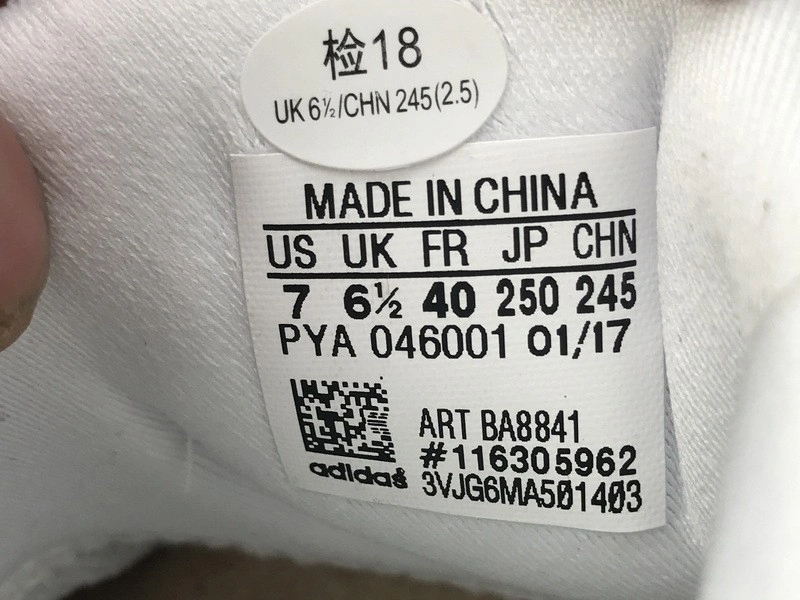 检18
UK 6½/CHN 245(2.5)
MADE IN CHINA
US UK FR JP CHN
7 6½ 40 250 245
PYA 046001 01/17
ART BA8841
#116305962
adidas
3VJG6MA501403